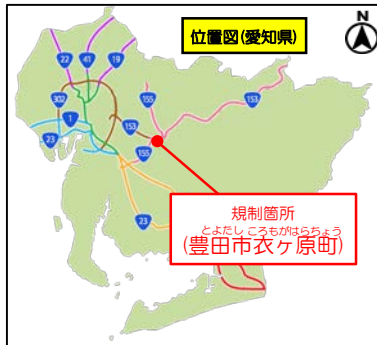 位置図(愛知県)
N
22
41
19
302
155
153
1
153
23
155
規制箇所
とよだし ころもがはらちょう
(豊田市衣ヶ原町)
23